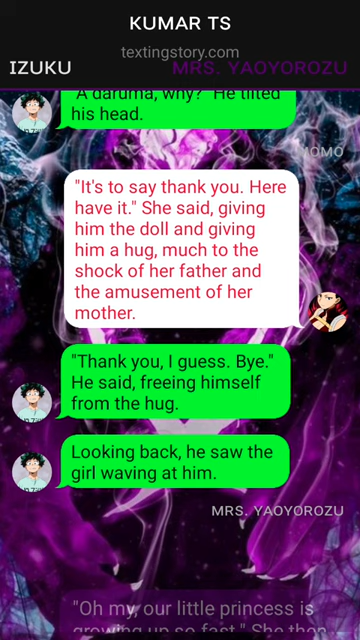 KUMAR TS
textingstory.com
IZUKU
MRS. YAOYOROZU
"A daruma, why?" He tilted
his head.
MOMO
"It's to say thank you. Here
have it." She said, giving
him the doll and giving
him a hug, much to the
shock of her father and
the amusement of her
mother.
"Thank you, I guess. Bye."
He said, freeing himself
from the hug.
Looking back, he saw the
girl waving at him.
MRS. YAOYOROZU
"Oh my, our little princess is
growing up so fast." She then